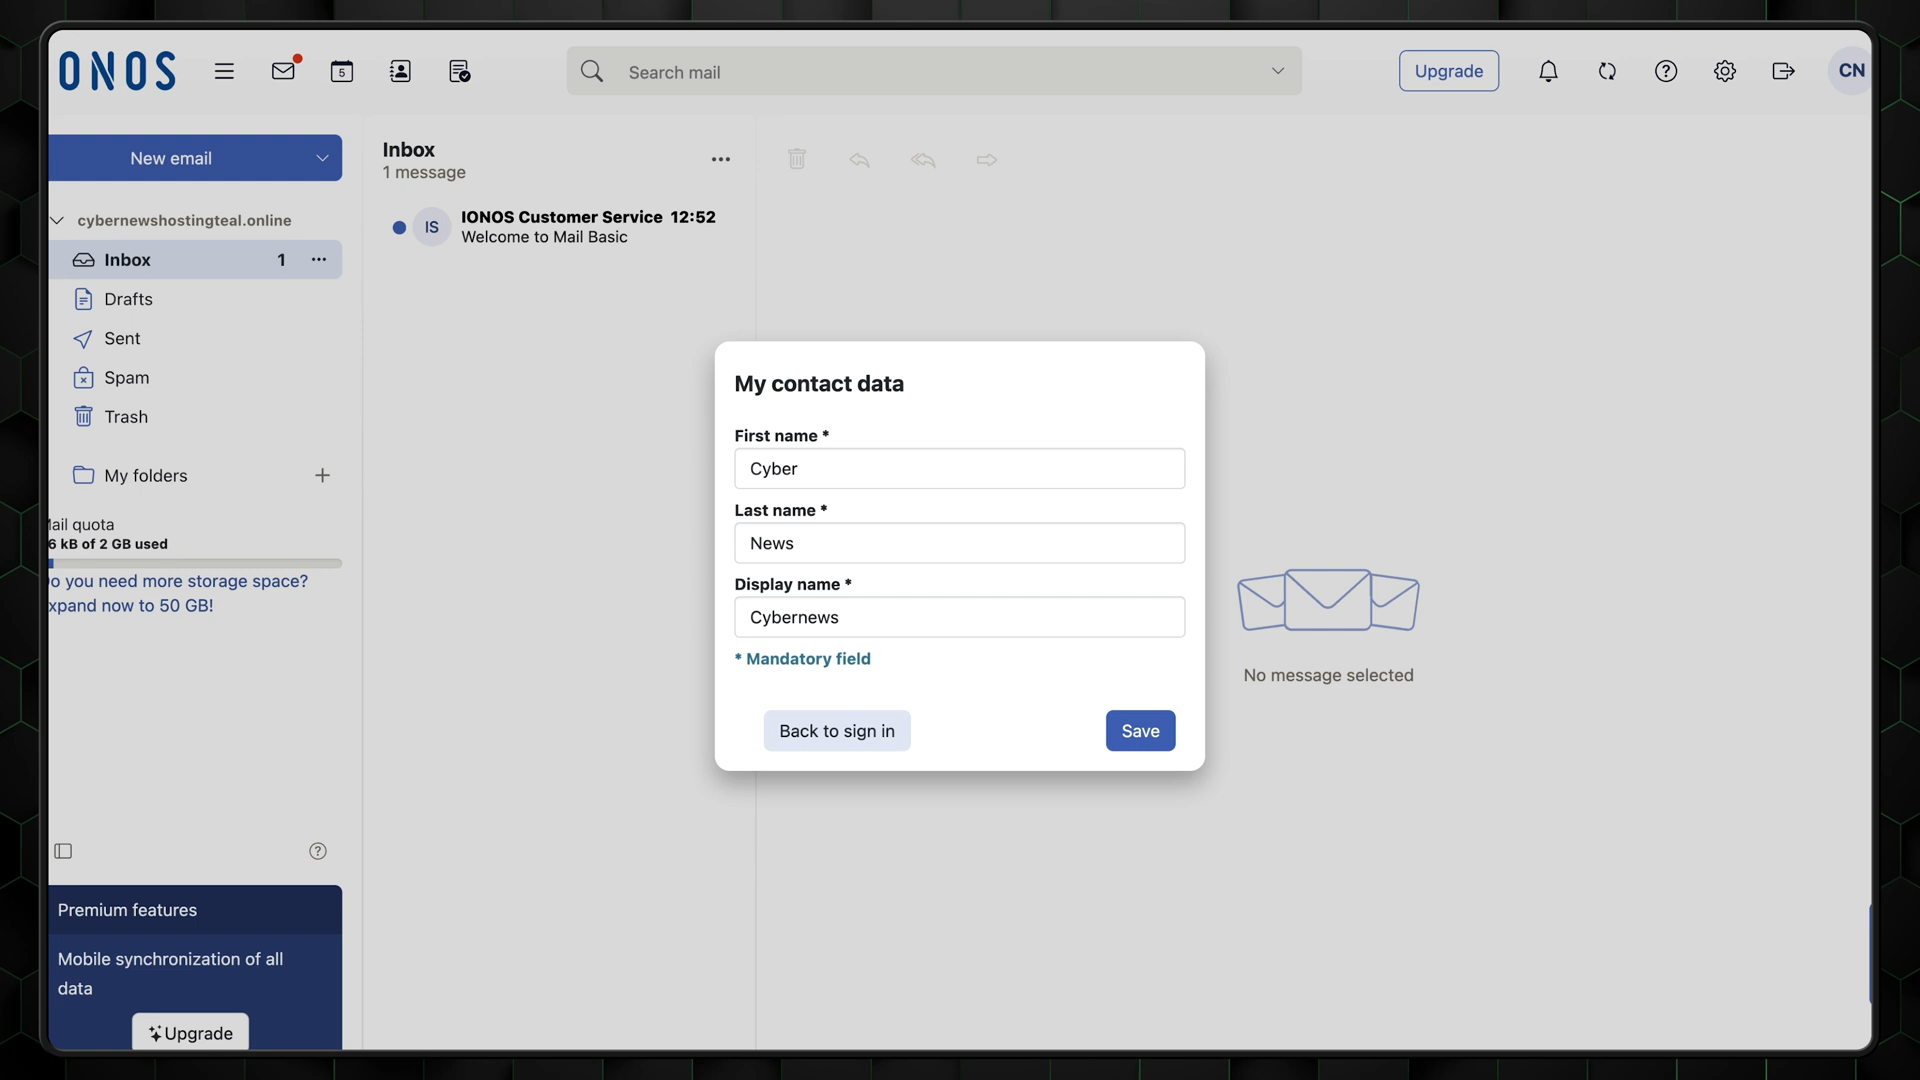 ONOS
5
Search mail
Upgrade
CN
New email
cybernewshostingteal.online
Inbox 1
Drafts
Sent
Spam
Trash
My folders
ail quota
6 kB of 2 GB used
o you need more storage space?
xpand now to 50 GB!
Premium features
Mobile synchronization of all
data
Upgrade
Inbox
1 message
IS
IONOS Customer Service 12:52
Welcome to Mail Basic
My contact data
First name *
Cyber
Last name *
News
Display name *
Cybernews
* Mandatory field
Back to sign in
Save
No message selected